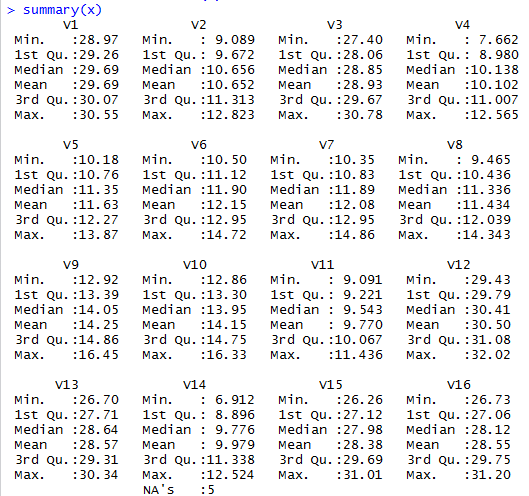 > summary(x)
V1 V2 V3 V4
Min. :28.97 Min. : 9.089 Min. :27.40 Min. : 7.662
1st Qu.:29.26 1st Qu.: 9.672 1st Qu.:28.06 1st Qu.: 8.980
Median :29.69 Median :10.656 Median :28.85 Median :10.138
Mean :29.69 Mean :10.652 Mean :28.93 Mean :10.102
3rd Qu.:30.07 3rd Qu.:11.313 3rd Qu.:29.67 3rd Qu.:11.007
Max. :30.55 Max. :12.823 Max. :30.78 Max. :12.565
V5 V6 V7 V8
Min. :10.18 Min. :10.50 Min. :10.35 Min. : 9.465
1st Qu.:10.76 1st Qu.:11.12 1st Qu.:10.83 1st Qu.:10.436
Median :11.35 Median :11.90 Median :11.89 Median :11.336
Mean :11.63 Mean :12.15 Mean :12.08 Mean :11.434
3rd Qu.:12.27 3rd Qu.:12.95 3rd Qu.:12.95 3rd Qu.:12.039
Max. :13.87 Max. :14.72 Max. :14.86 Max. :14.343
V9 V10 V11 V12
Min. :12.92 Min. :12.86 Min. : 9.091 Min. :29.43
1st Qu.:13.39 1st Qu.:13.30 1st Qu.: 9.221 1st Qu.:29.79
Median :14.05 Median :13.95 Median : 9.543 Median :30.41
Mean :14.25 Mean :14.15 Mean : 9.770 Mean :30.50
3rd Qu.:14.86 3rd Qu.:14.75 3rd Qu.:10.067 3rd Qu.:31.08
Max. :16.45 Max. :16.33 Max. :11.436 Max. :32.02
V13 V14 V15 V16
Min. :26.70 Min. : 6.912 Min. :26.26 Min. :26.73
1st Qu.:27.71 1st Qu.: 8.896 1st Qu.:27.12 1st Qu.:27.06
Median :28.64 Median : 9.776 Median :27.98 Median :28.12
Mean :28.57 Mean : 9.979 Mean :28.38 Mean :28.55
3rd Qu.:29.31 3rd Qu.:11.338 3rd Qu.:29.69 3rd Qu.:29.75
Max. :30.34 Max. :12.524 Max. :31.01 Max. :31.20
NA's :5